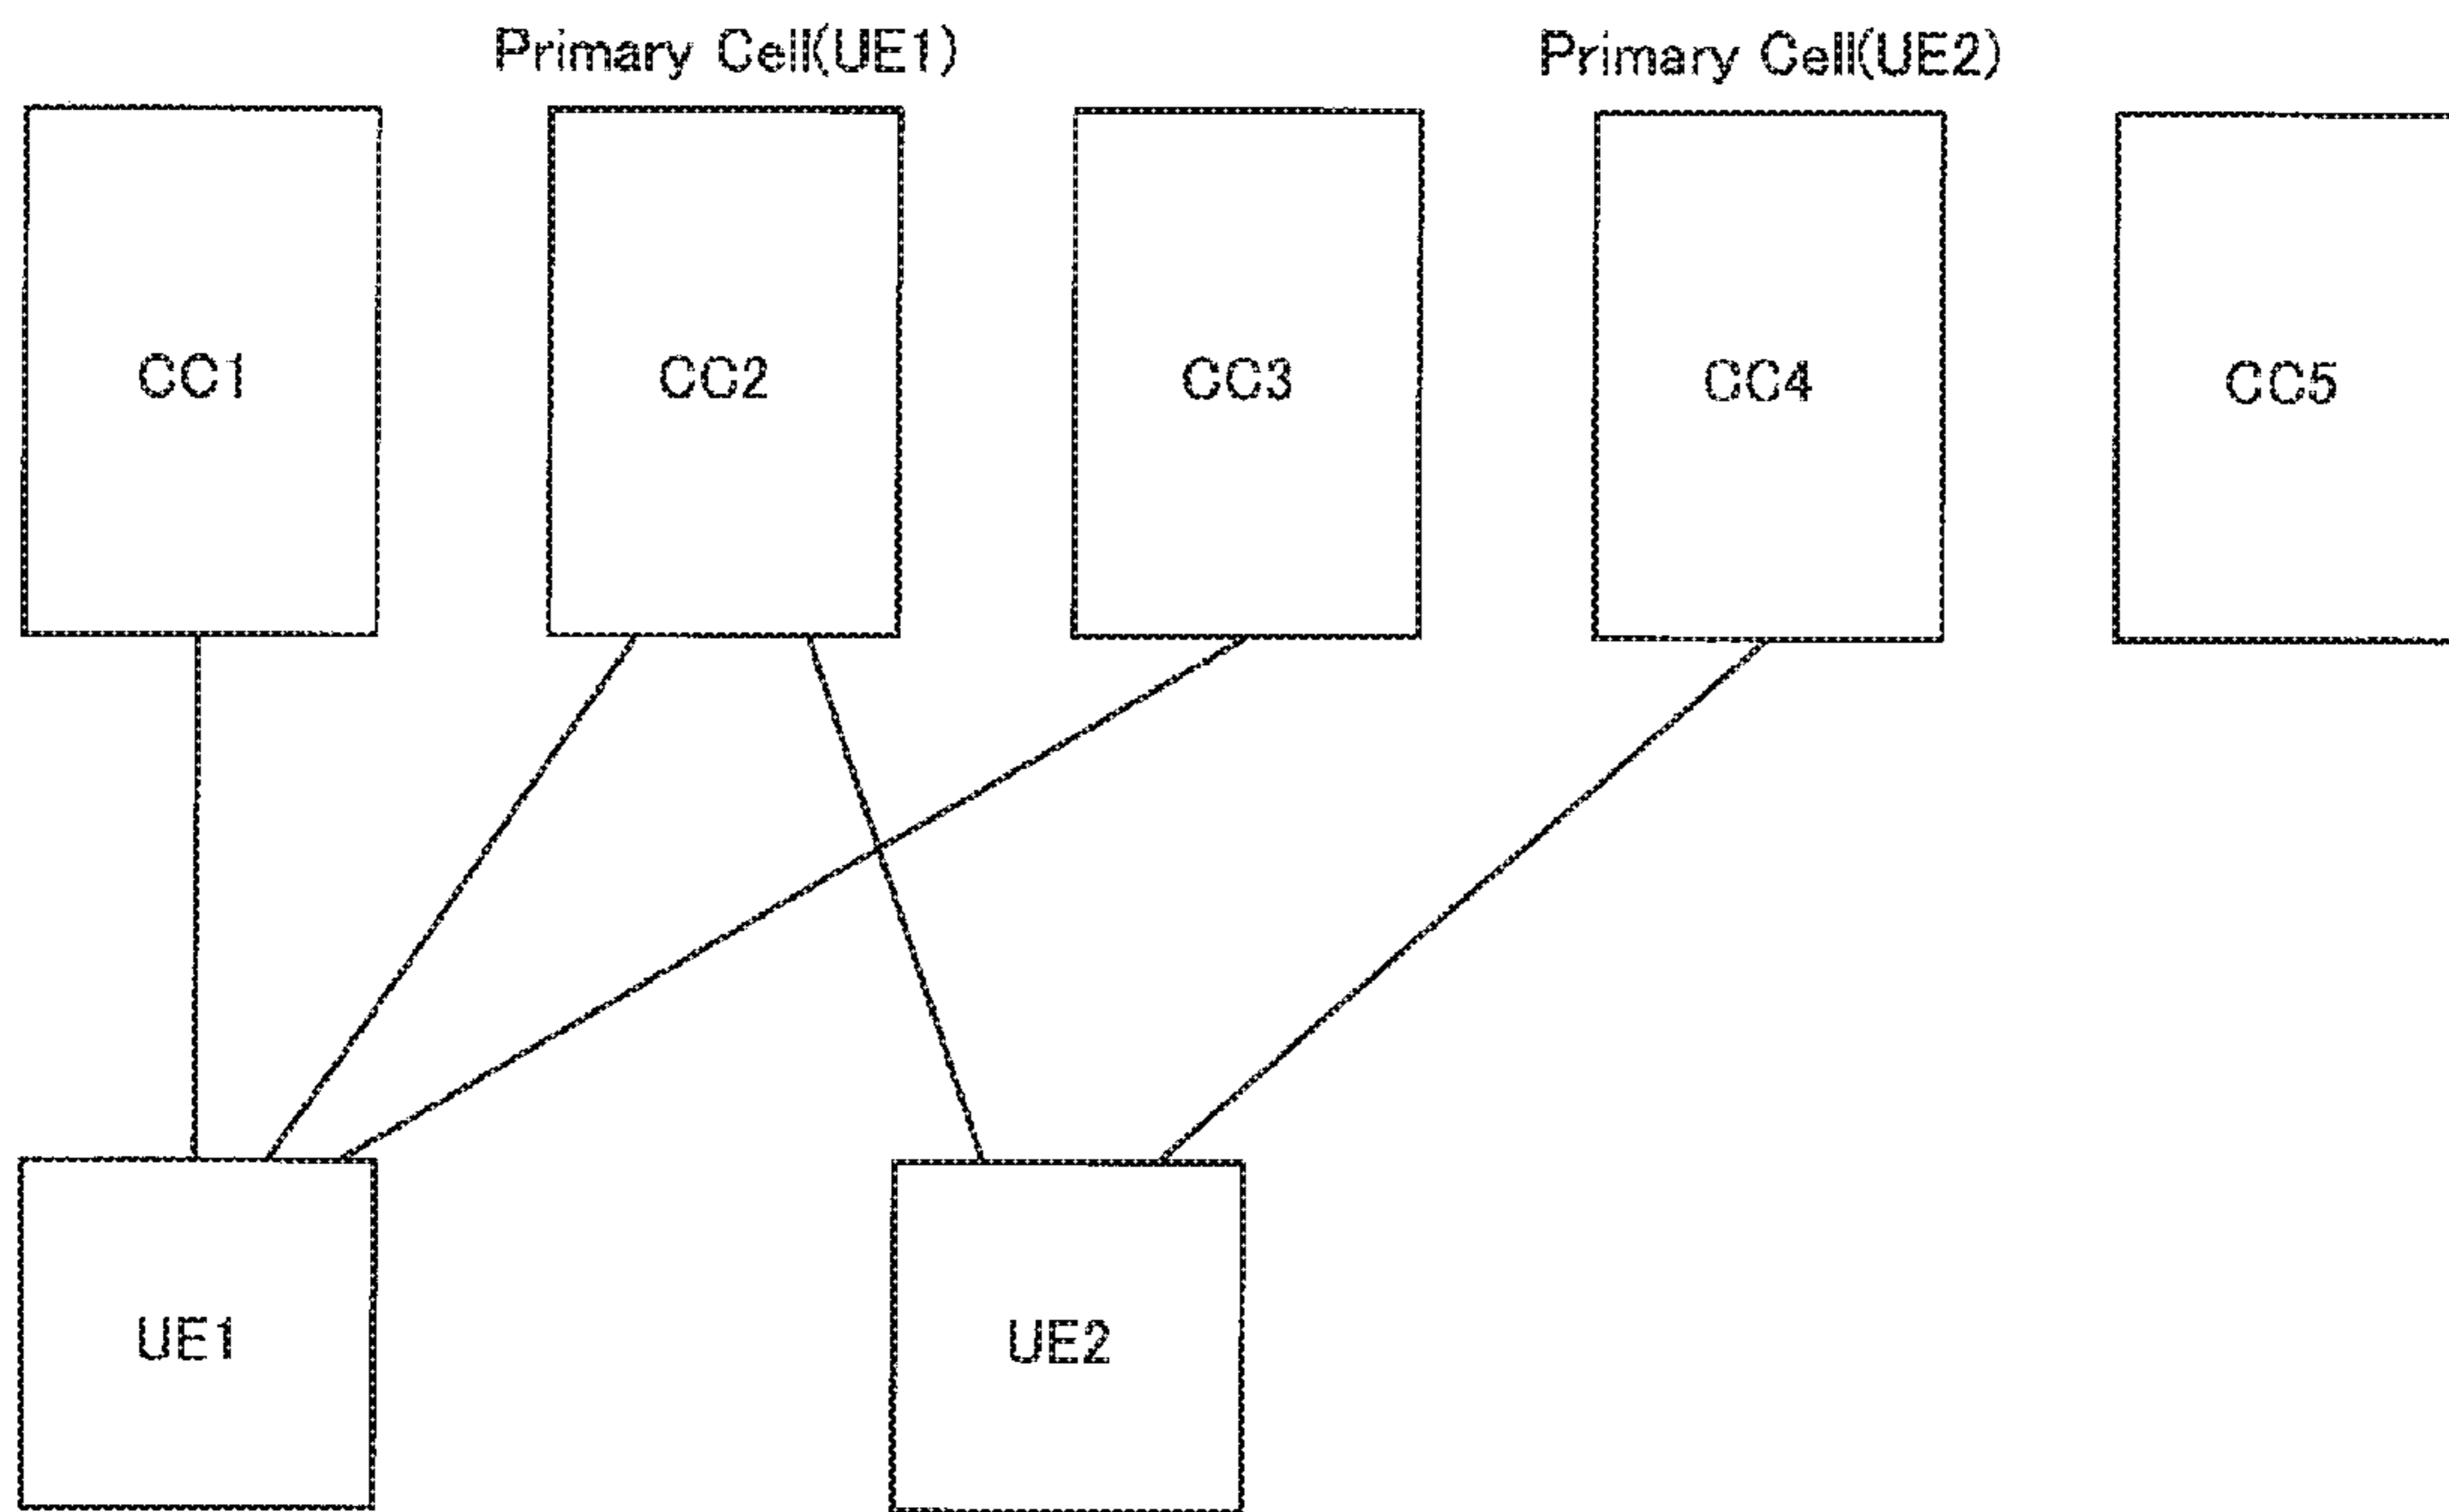 Primary Cell(UE1)
Primary Cell(UE2)
CC1
CC2
CC3
CC4
CC5
UE1
UE2